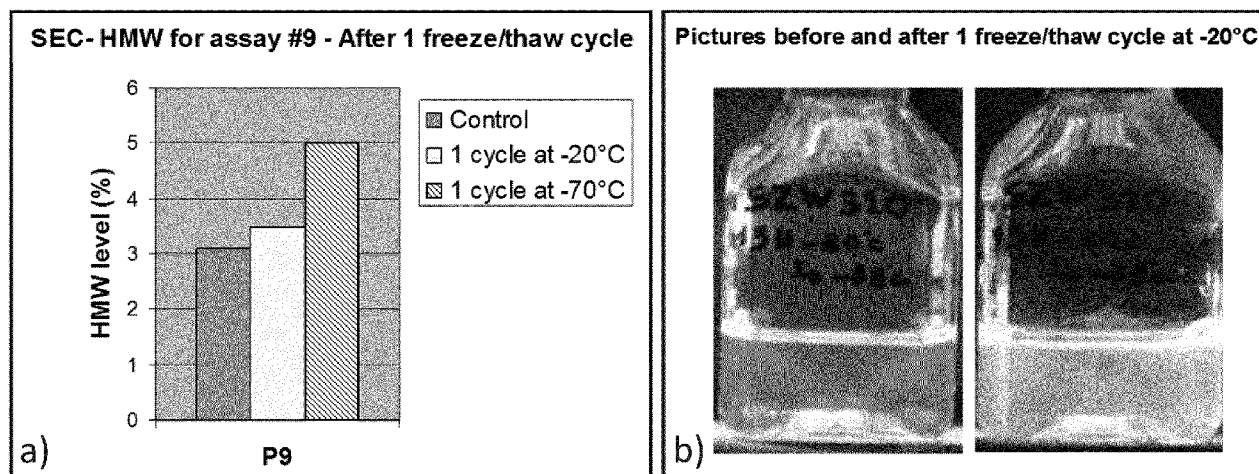 SEC- HMW for assay #9 - After 1 freeze/thaw cycle
HMW level (%)
6
5
4
3
2
1
0
P9
Control
1 cycle at -20°C
1 cycle at -70°C
a)
Pictures before and after 1 freeze/thaw cycle at -20°C
SZW 310
b)